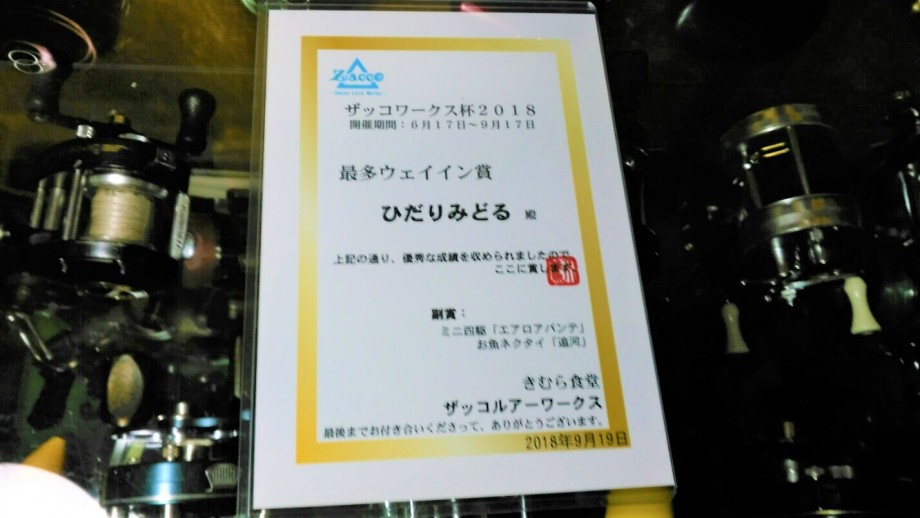 Zacco
ザッコワークス杯2018
開催期間：6月17日～9月17日
最多ウェイイン賞
ひだりみどる 殿
上記の通り、優秀な成績を収められましたので
ここに賞します
副賞：
ミニ四駆「エアロアバンテ」
お魚ネクタイ「追河」
きむら食堂
ザッコルアーワークス
最後までお付き合いくださって、ありがとうございます。
2018年9月19日